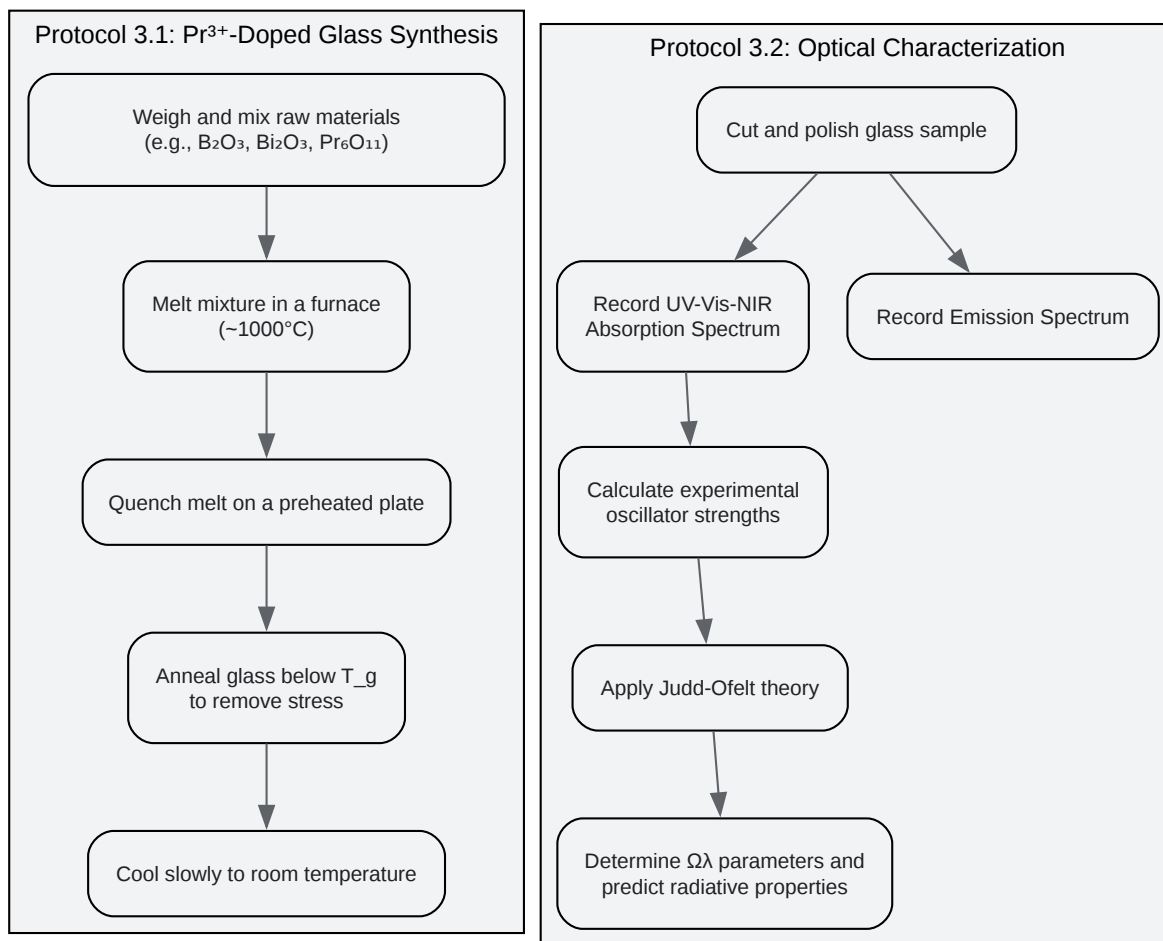 Protocol 3.1: Pr³⁺-Doped Glass Synthesis
Weigh and mix raw materials
(e.g., B₂O₃, Bi₂O₃, Pr₆O₁₁)
Melt mixture in a furnace
(~1000°C)
Quench melt on a preheated plate
Anneal glass below T_g
to remove stress
Cool slowly to room temperature
Protocol 3.2: Optical Characterization
Cut and polish glass sample
Record UV-Vis-NIR
Absorption Spectrum
Record Emission Spectrum
Calculate experimental
oscillator strengths
Apply Judd-Ofelt theory
Determine Ωλ parameters and
predict radiative properties